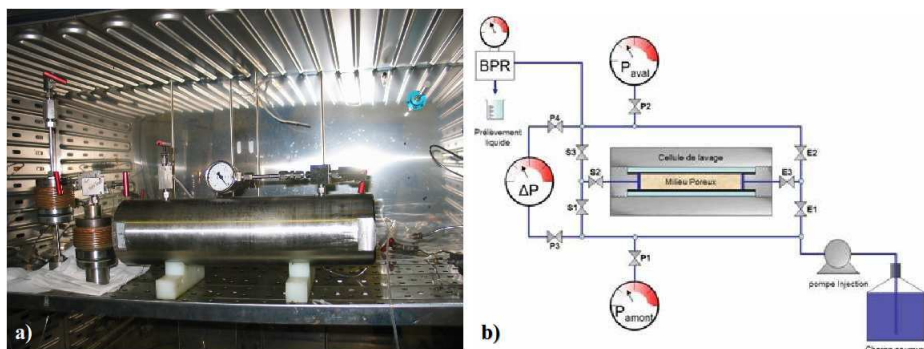 a)
b)
BPR
Prélèvement
liquide
P aval
P2
P4
S3
E2
Cellule de lavage
Milieu Poreux
S2
E3
ΔP
S1
E1
P3
P1
P amont
pompe Injection